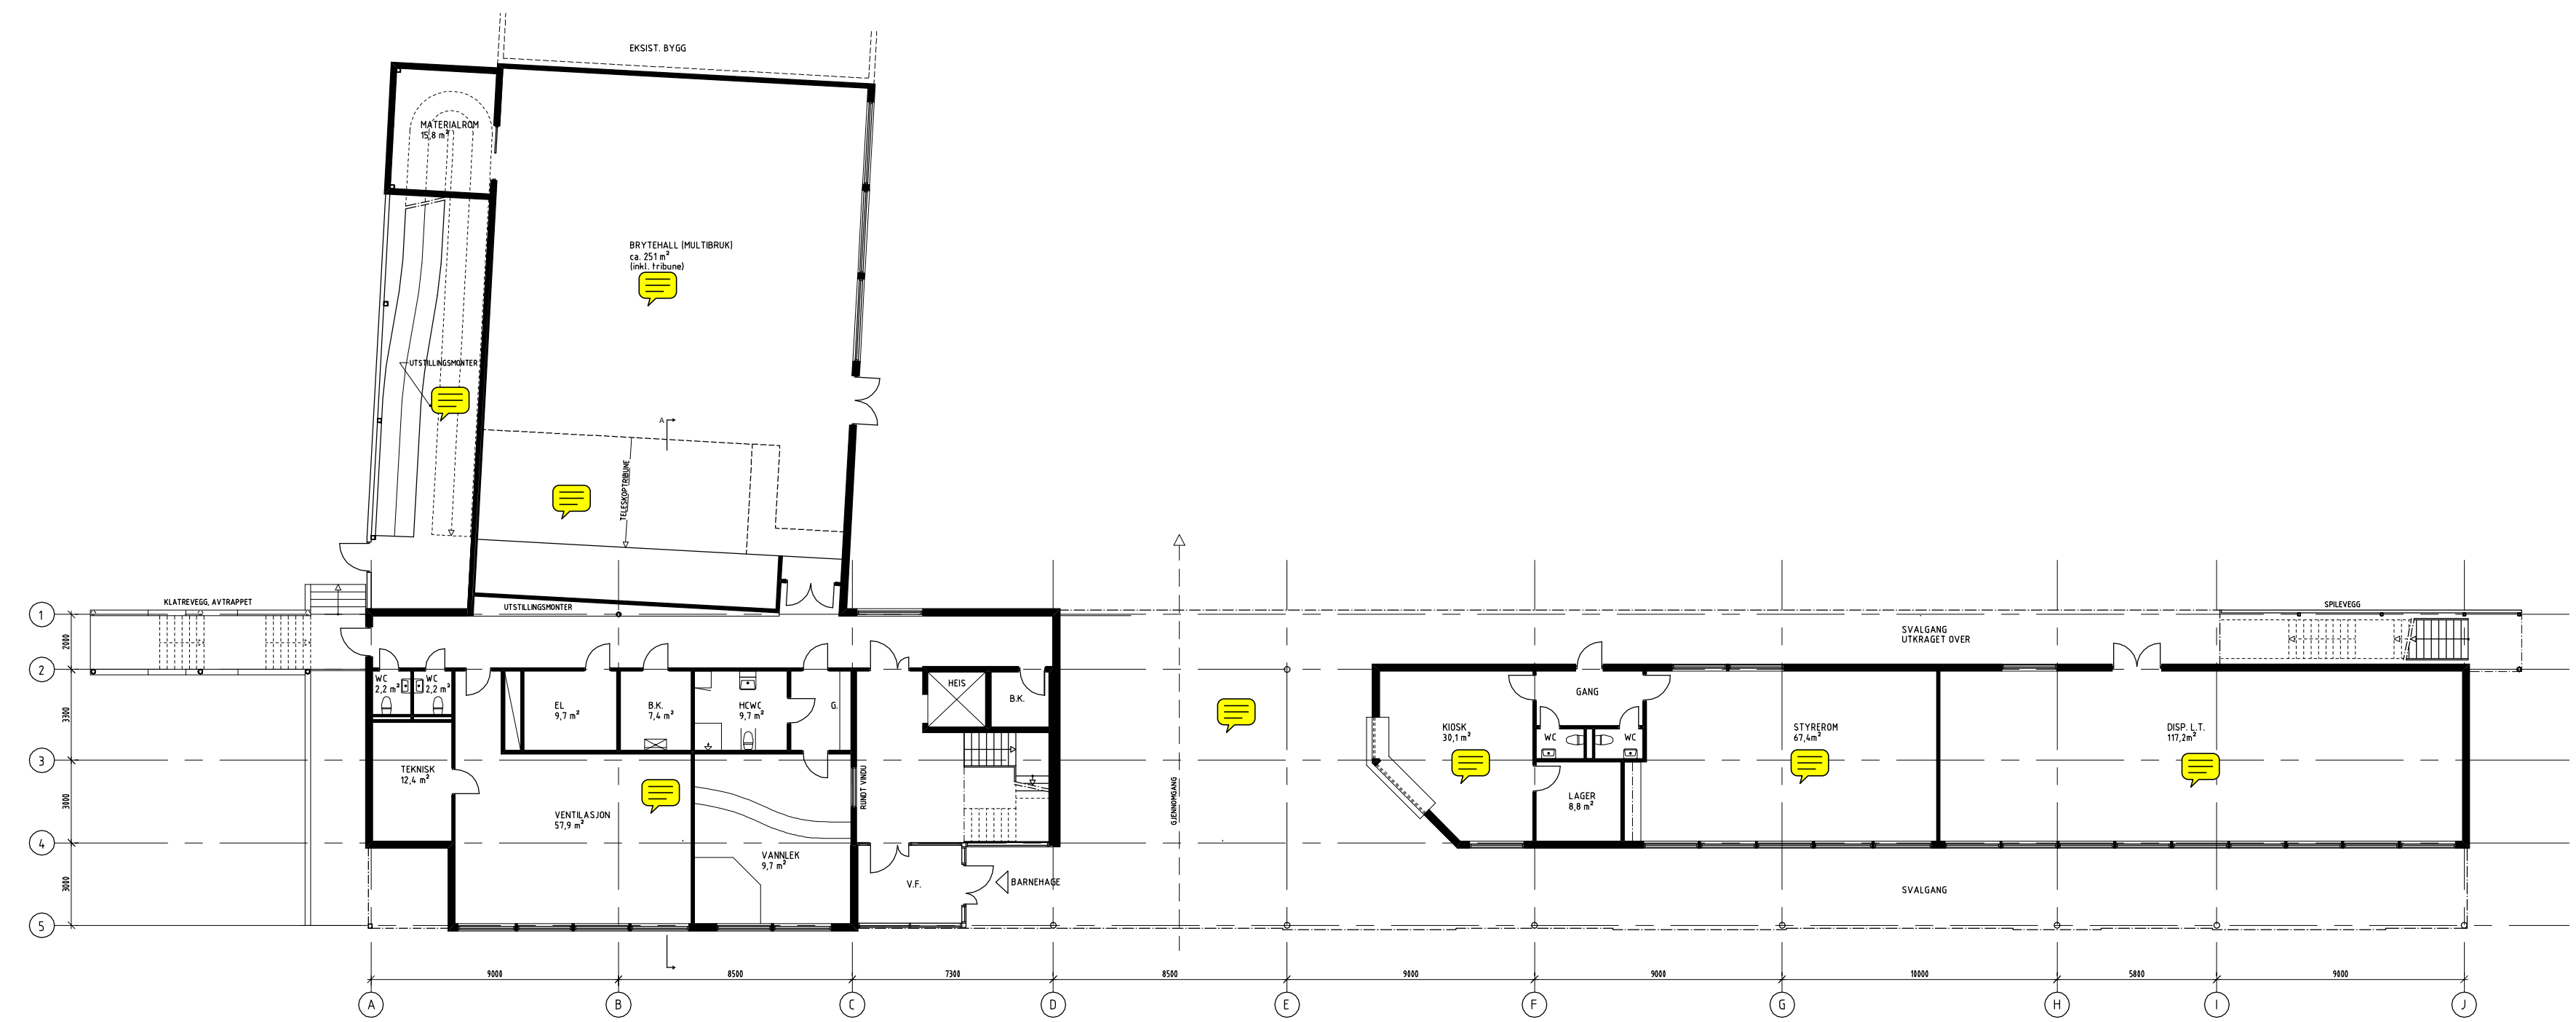 EKSIST. BYGG
MATERIALROM
15,8 m²
BRYTEHALL (MULTIBRUK)
ca. 251 m²
(inkl. tribune)
UTSTILLINGSMONTER
A
TELESKOPTRIBUNE
KLATREVEGG, AVTRAPPET
UTSTILLINGSMONTER
SPILEVEGG
1
2000
SVALGANG
UTKRAGET OVER
2
WC
2,2 m²
WC
2,2 m²
EL
9,7 m²
B.K.
7,4 m²
HCWC
9,7 m²
G.
HEIS
B.K.
GANG
3300
KIOSK
30,1 m²
WC
WC
STYREROM
67,4m²
DISP. L.T.
117,2m²
3
TEKNISK
12,4 m²
RUNDT VINDU
GJENNOMGANG
LAGER
8,8 m²
3000
VENTILASJON
57,9 m²
4
VANNLEK
9,7 m²
V.F.
BARNEHAGE
SVALGANG
3000
5
9000
8500
7300
8500
9000
9000
10000
5800
9000
A
B
C
D
E
F
G
H
I
J